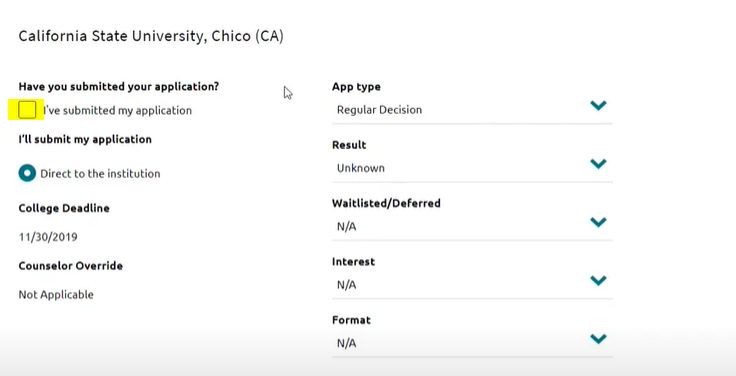 California State University, Chico (CA)
Have you submitted your application?
I've submitted my application
I'll submit my application
Direct to the institution
College Deadline
11/30/2019
Counselor Override
Not Applicable
App type
Regular Decision
Result
Unknown
Waitlisted/Deferred
N/A
Interest
N/A
Format
N/A